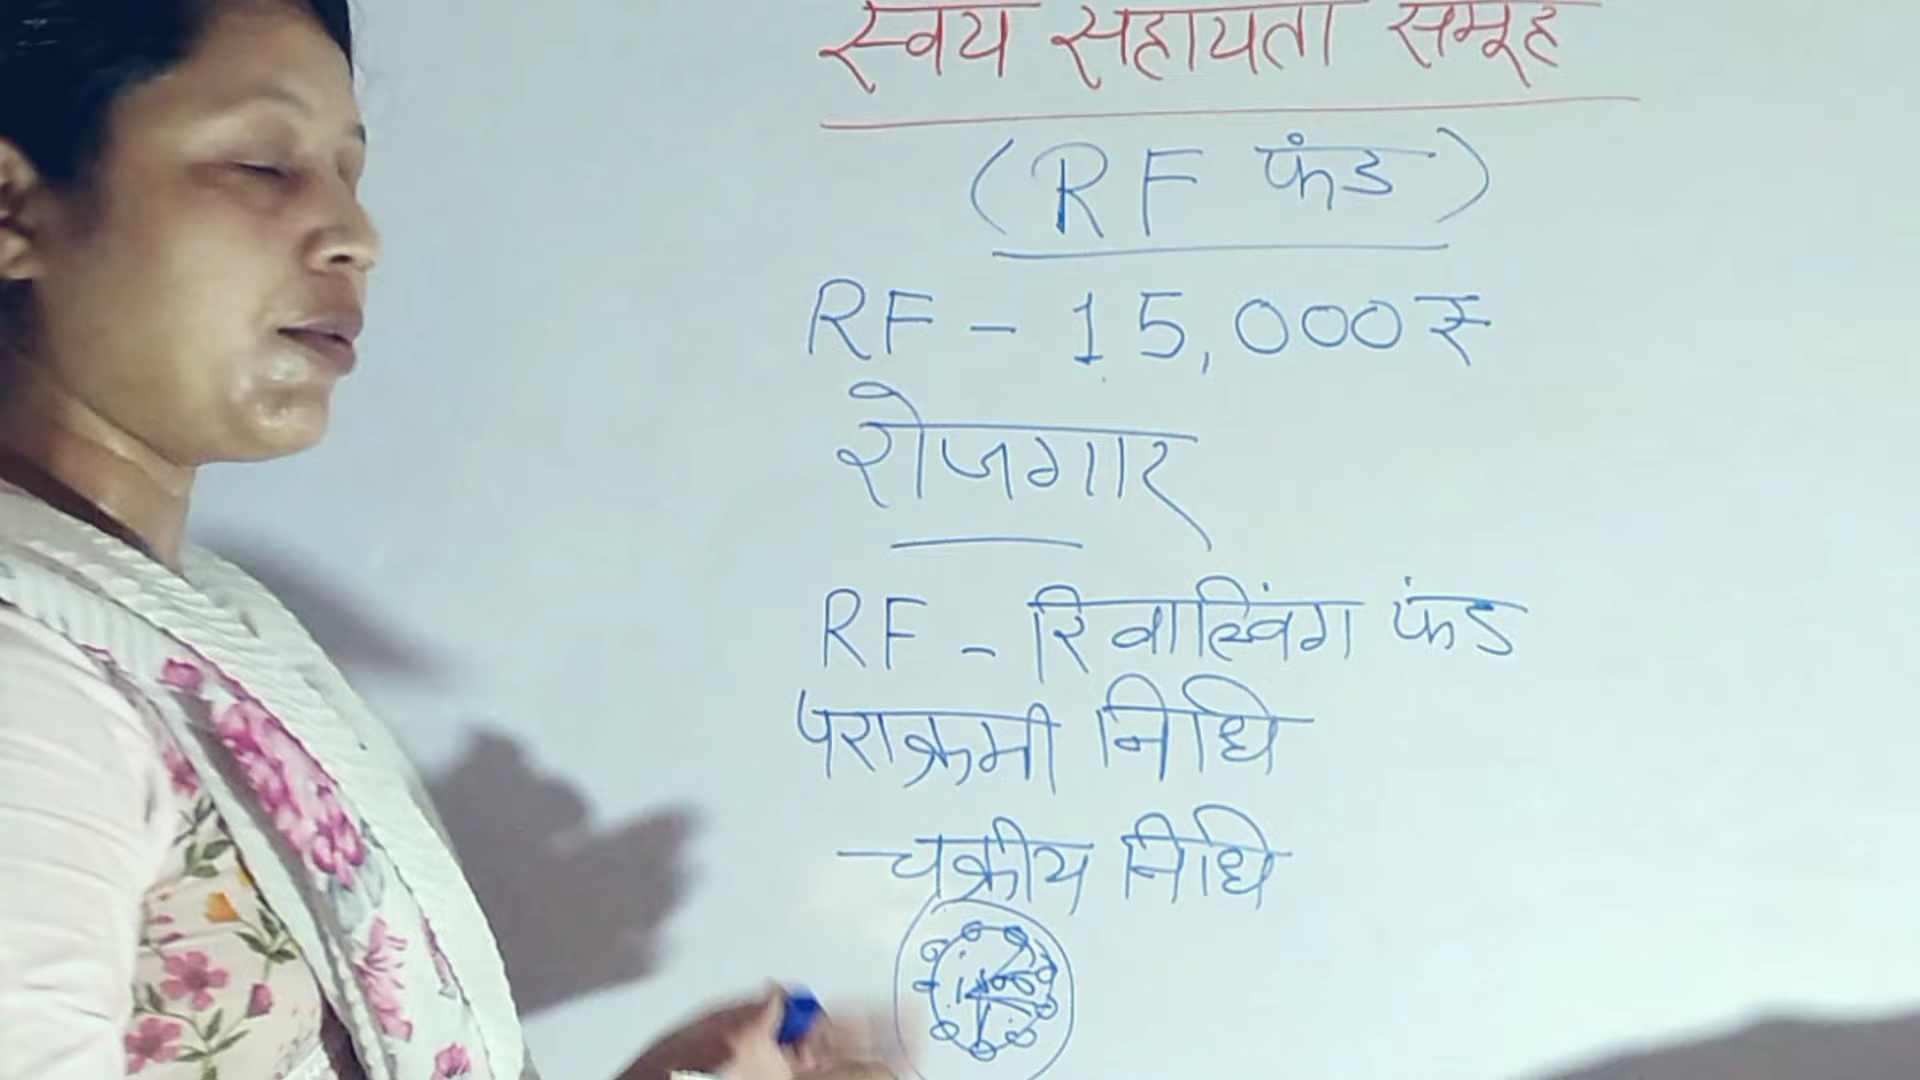 स्वय सहायता समूह
(RF फंड)
RF - 15,000₹
रोजगार
RF - रिवाल्विंग फंड
पराक्रमी निधि
चक्रीय निधि